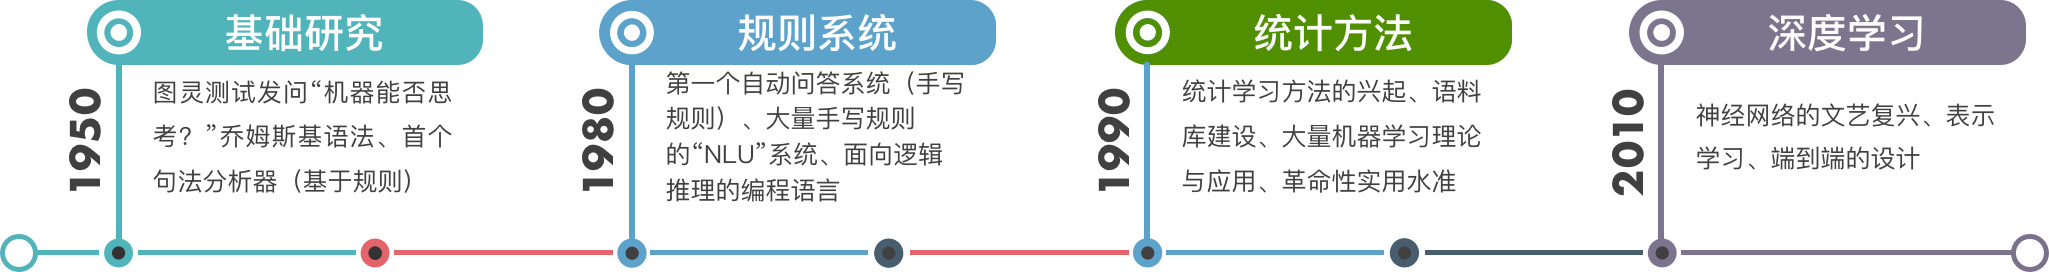 基础研究
1950
图灵测试发问“机器能否思
考？”乔姆斯基语法、首个
句法分析器（基于规则）
规则系统
1980
第一个自动问答系统（手写
规则）、大量手写规则
的“NLU”系统、面向逻辑
推理的编程语言
统计方法
1990
统计学习方法的兴起、语料
库建设、大量机器学习理论
与应用、革命性实用水准
深度学习
2010
神经网络的文艺复兴、表示
学习、端到端的设计